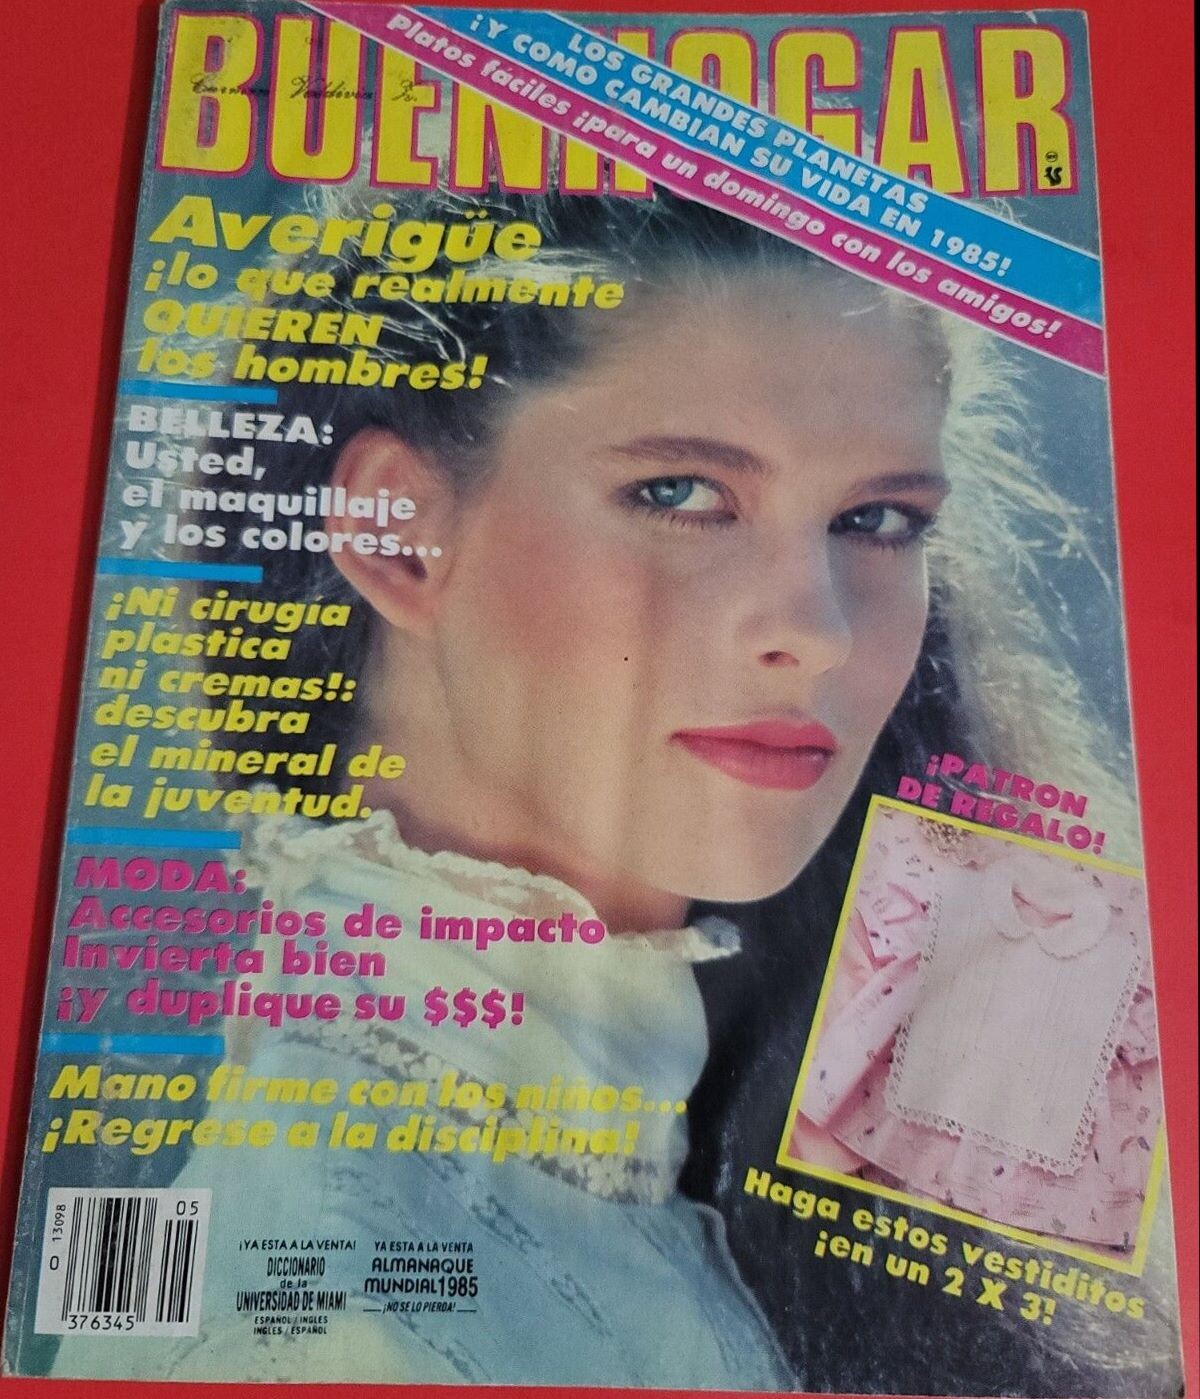 BUENHOGAR
LOS GRANDES PLANETAS
¡Y COMO CAMBIAN SU VIDA EN 1985!
Platos fáciles ¡para un domingo con los amigos!
Averigüe
¡lo que realmente
QUIEREN
los hombres!
BELLEZA:
Usted,
el maquillaje
y los colores...
¡Ni cirugía
plástica
ni cremas!:
descubra
el mineral de
la juventud.
MODA:
Accesorios de impacto
Invierta bien
¡y duplique su $$$!
Mano firme con los niños...
¡Regrese a la disciplina!
¡PATRON
DE REGALO!
Haga estos vestiditos
¡en un 2 X 3!
0 13098
376345
05
¡YA ESTA A LA VENTA!
DICCIONARIO
de la
UNIVERSIDAD DE MIAMI
ESPAÑOL/INGLES
INGLES/ESPAÑOL
YA ESTA A LA VENTA
ALMANAQUE
MUNDIAL 1985
¡NO SE LO PIERDA!